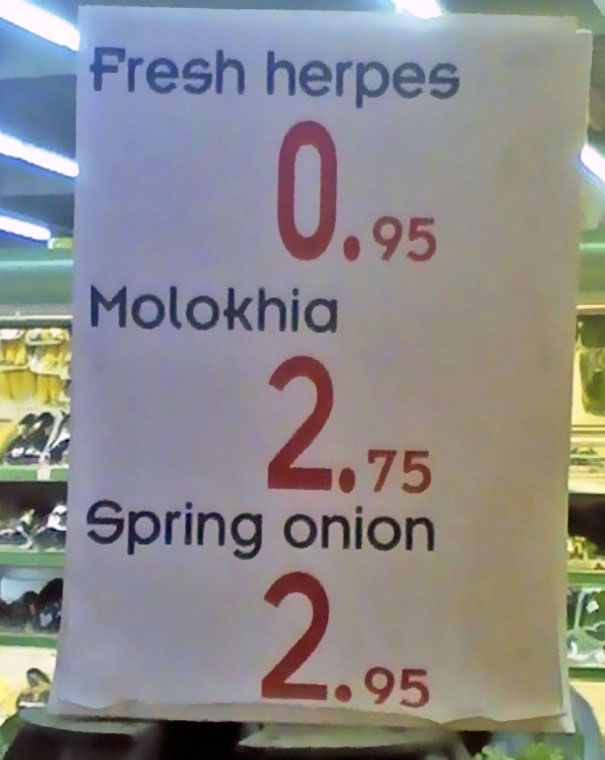 Fresh herpes
0.95
Molokhia
2.75
Spring onion
2.95